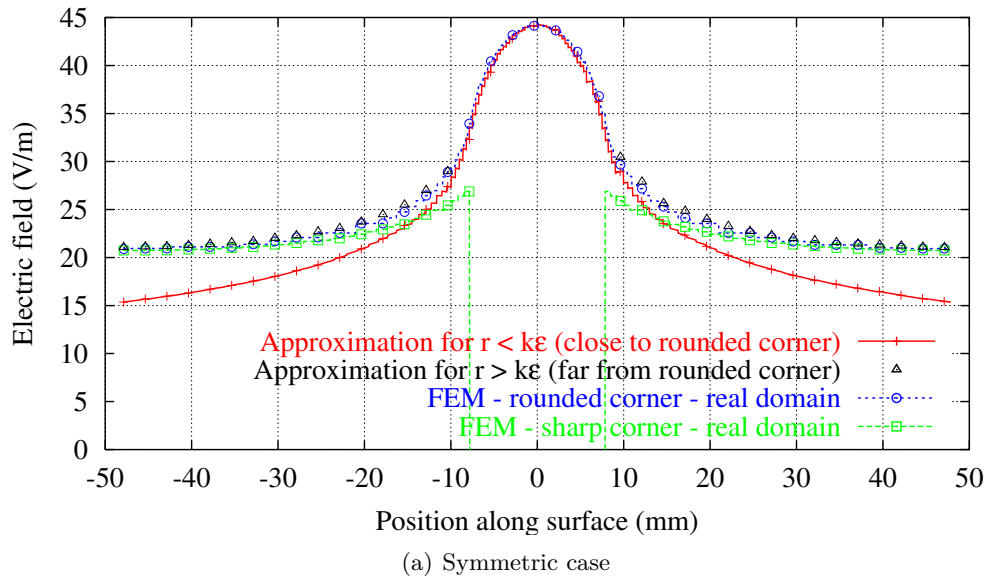 45
40
35
30
25
20
15
10
5
0
Electric field (V/m)
Approximation for r < kε (close to rounded corner)
Approximation for r > kε (far from rounded corner)
FEM - rounded corner - real domain
FEM - sharp corner - real domain
-50 -40 -30 -20 -10 0 10 20 30 40 50
Position along surface (mm)
(a) Symmetric case